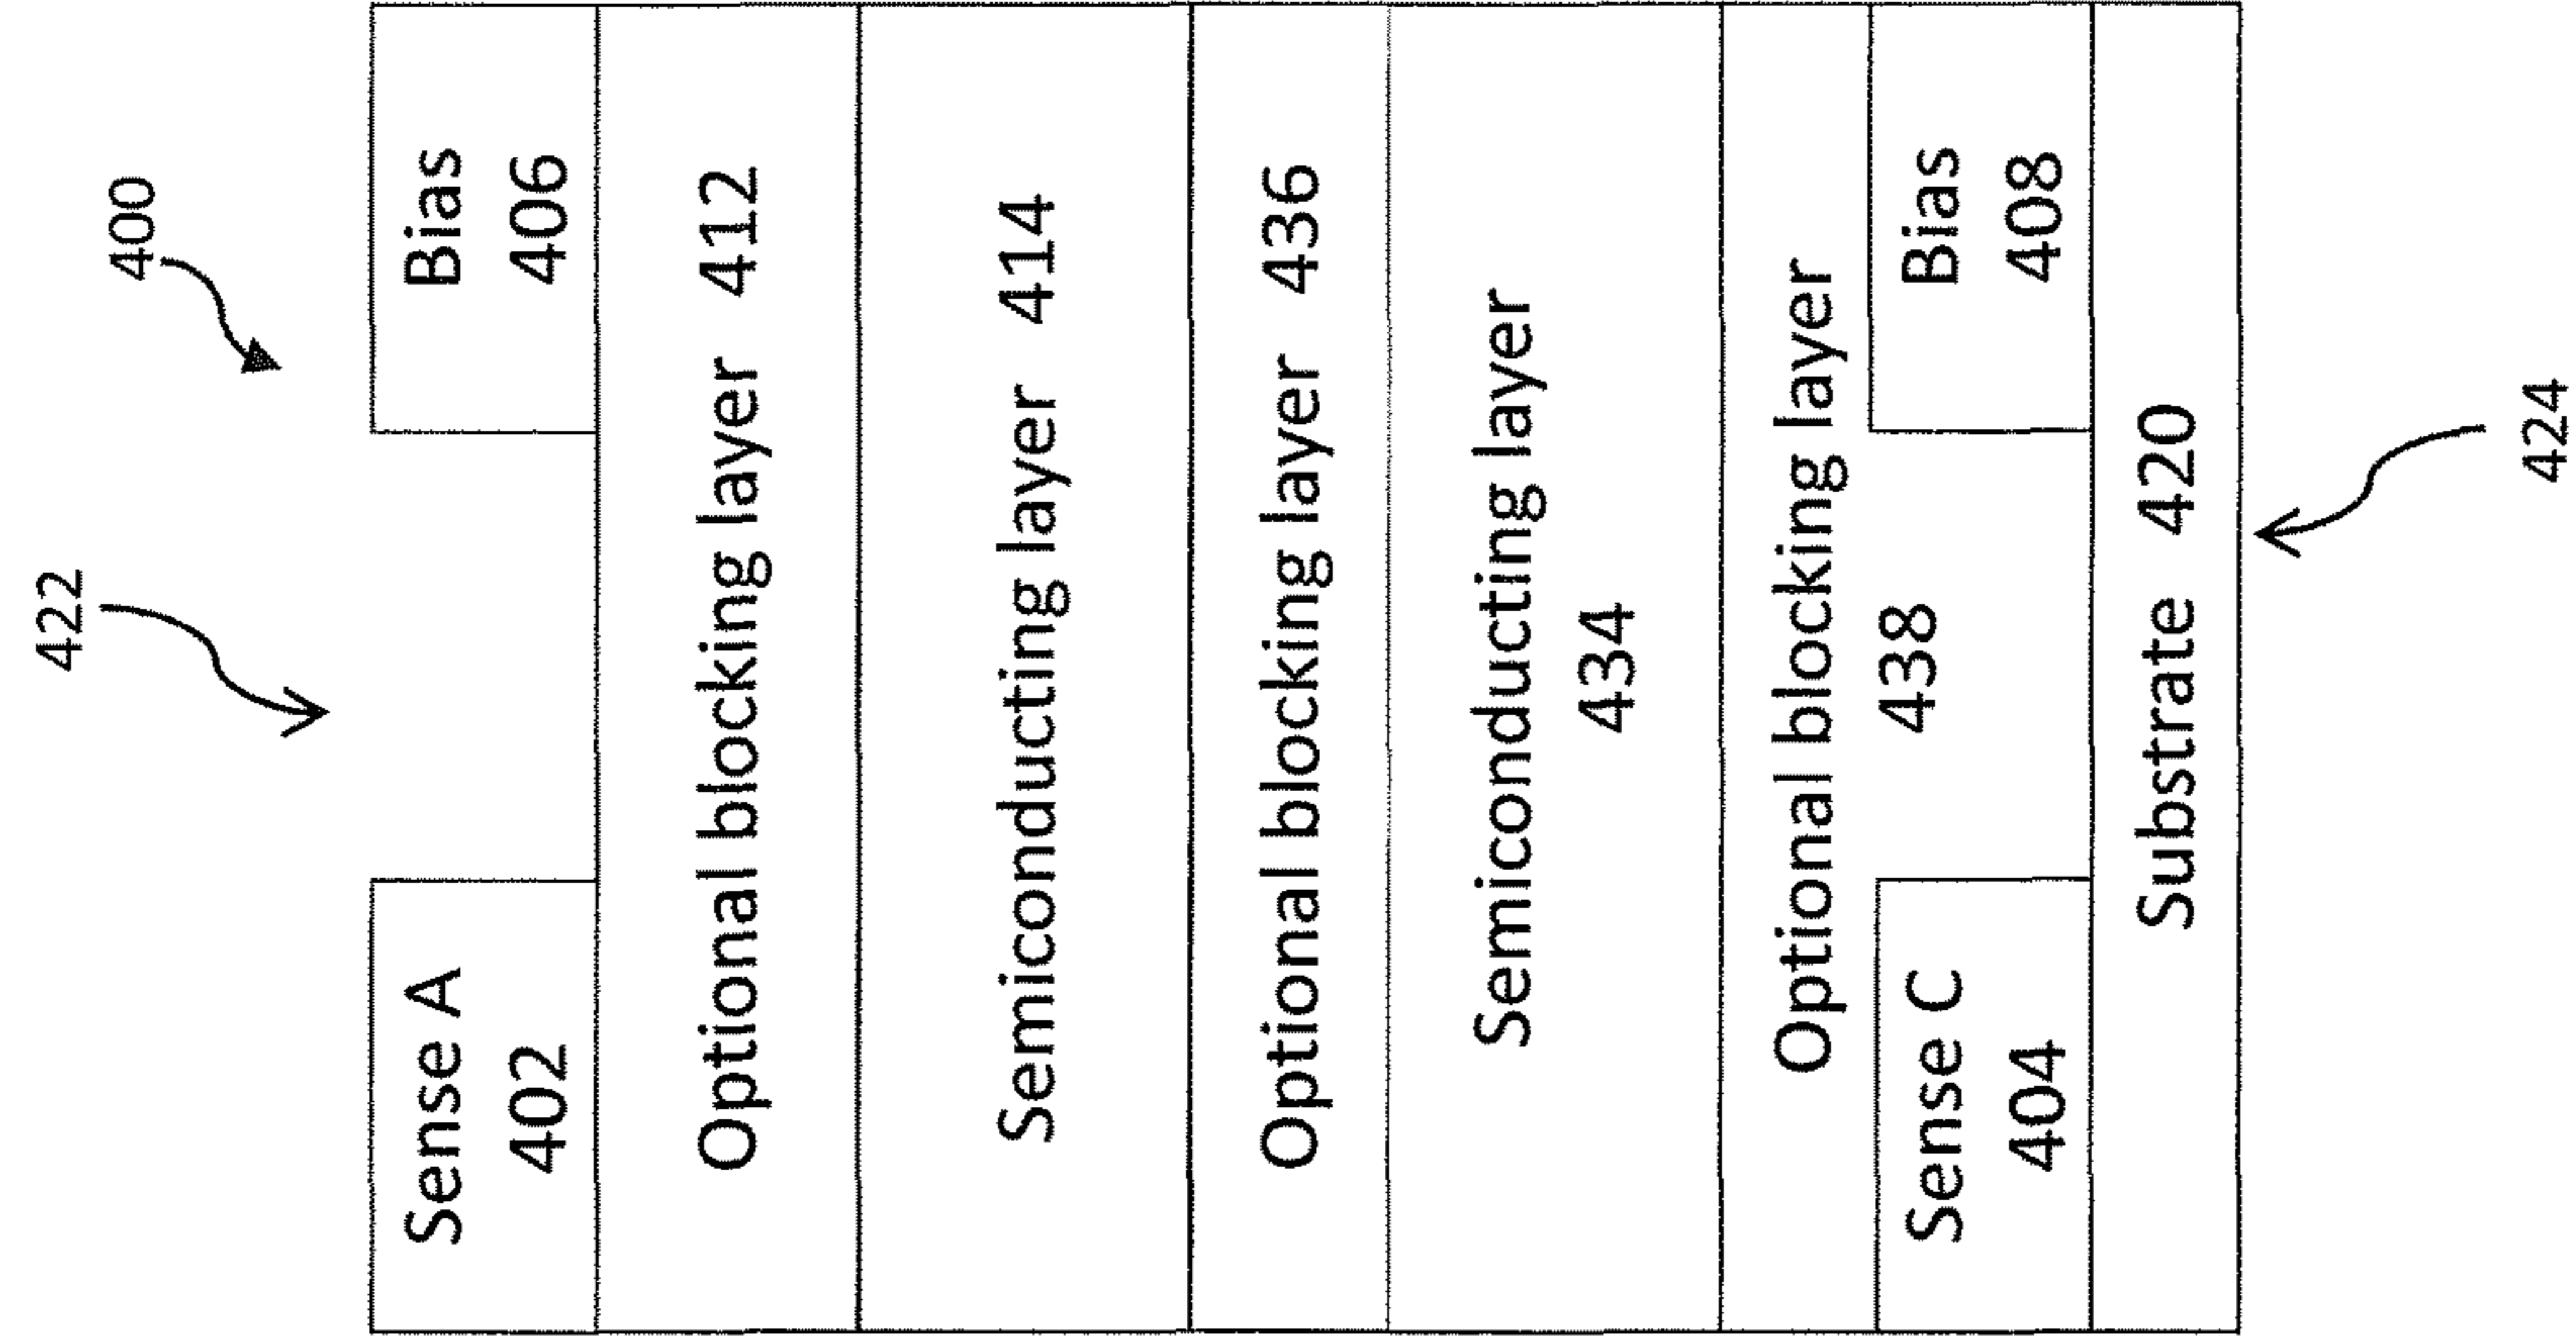 400
422
Sense A
402
Bias
406
Optional blocking layer 412
Semiconducting layer 414
Optional blocking layer 436
Semiconducting layer
434
Optional blocking layer
438
Sense C
404
Bias
408
Substrate 420
424